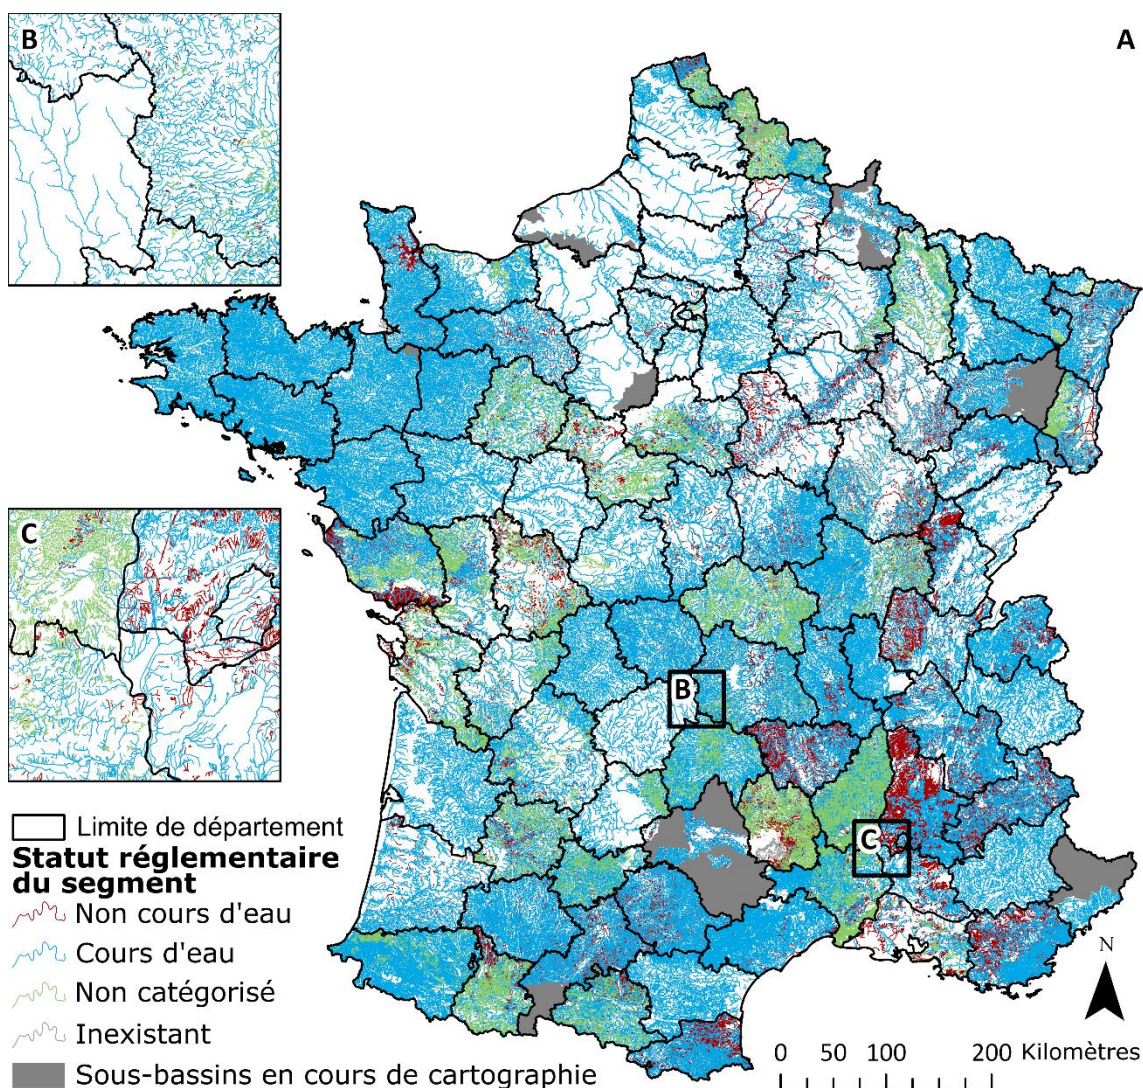 B
A
C
B
C
Limite de département
Statut réglementaire
du segment
Non cours d'eau
Cours d'eau
Non catégorisé
Inexistant
Sous-bassins en cours de cartographie
N
0 50 100 200 Kilomètres